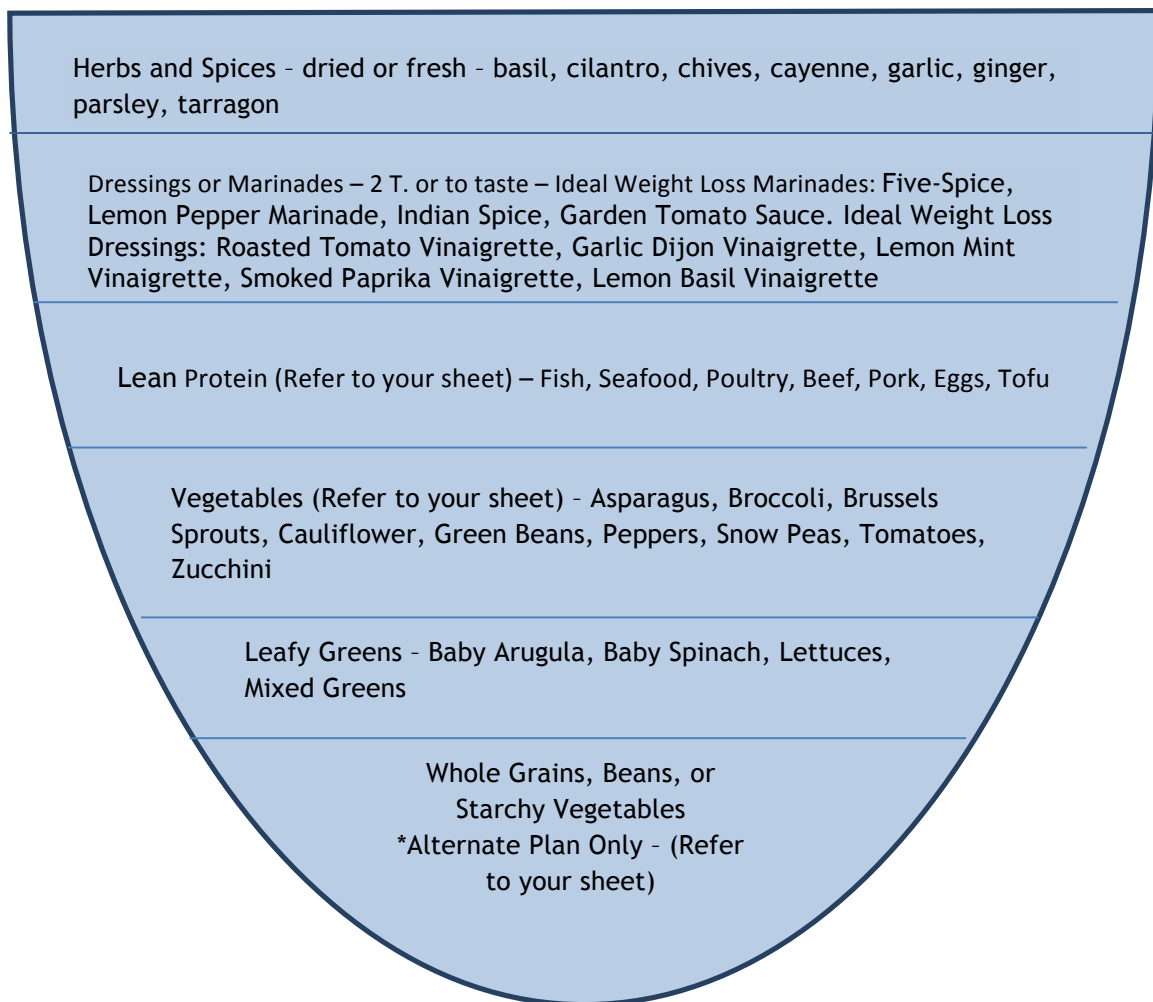 Herbs and Spices – dried or fresh – basil, cilantro, chives, cayenne, garlic, ginger,
parsley, tarragon
Dressings or Marinades – 2 T. or to taste – Ideal Weight Loss Marinades: Five-Spice,
Lemon Pepper Marinade, Indian Spice, Garden Tomato Sauce. Ideal Weight Loss
Dressings: Roasted Tomato Vinaigrette, Garlic Dijon Vinaigrette, Lemon Mint
Vinaigrette, Smoked Paprika Vinaigrette, Lemon Basil Vinaigrette
Lean Protein (Refer to your sheet) – Fish, Seafood, Poultry, Beef, Pork, Eggs, Tofu
Vegetables (Refer to your sheet) – Asparagus, Broccoli, Brussels
Sprouts, Cauliflower, Green Beans, Peppers, Snow Peas, Tomatoes,
Zucchini
Leafy Greens – Baby Arugula, Baby Spinach, Lettuces,
Mixed Greens
Whole Grains, Beans, or
Starchy Vegetables
*Alternate Plan Only – (Refer
to your sheet)